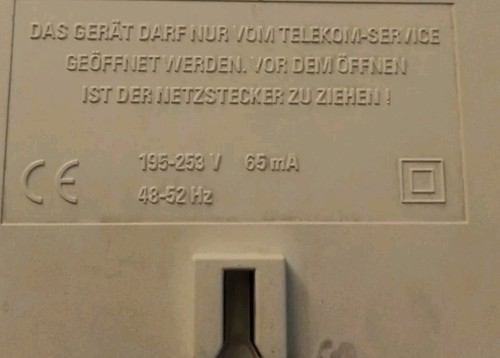 DAS GERÄT DARF NUR VOM TELEKOM-SERVICE
GEÖFFNET WERDEN. VOR DEM ÖFFNEN
IST DER NETZSTECKER ZU ZIEHEN !
CE 195-253 V 65 mA
48-52 Hz